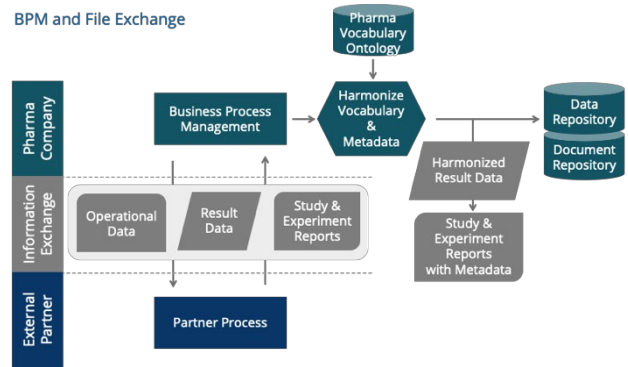 BPM and File Exchange
Pharma
Vocabulary
Ontology
Pharma
Company
Business Process
Management
Harmonize
Vocabulary
&
Metadata
Data
Repository
Document
Repository
Harmonized
Result Data
Information
Exchange
Operational
Data
Result
Data
Study &
Experiment
Reports
Study &
Experiment
Reports
with Metadata
External
Partner
Partner Process